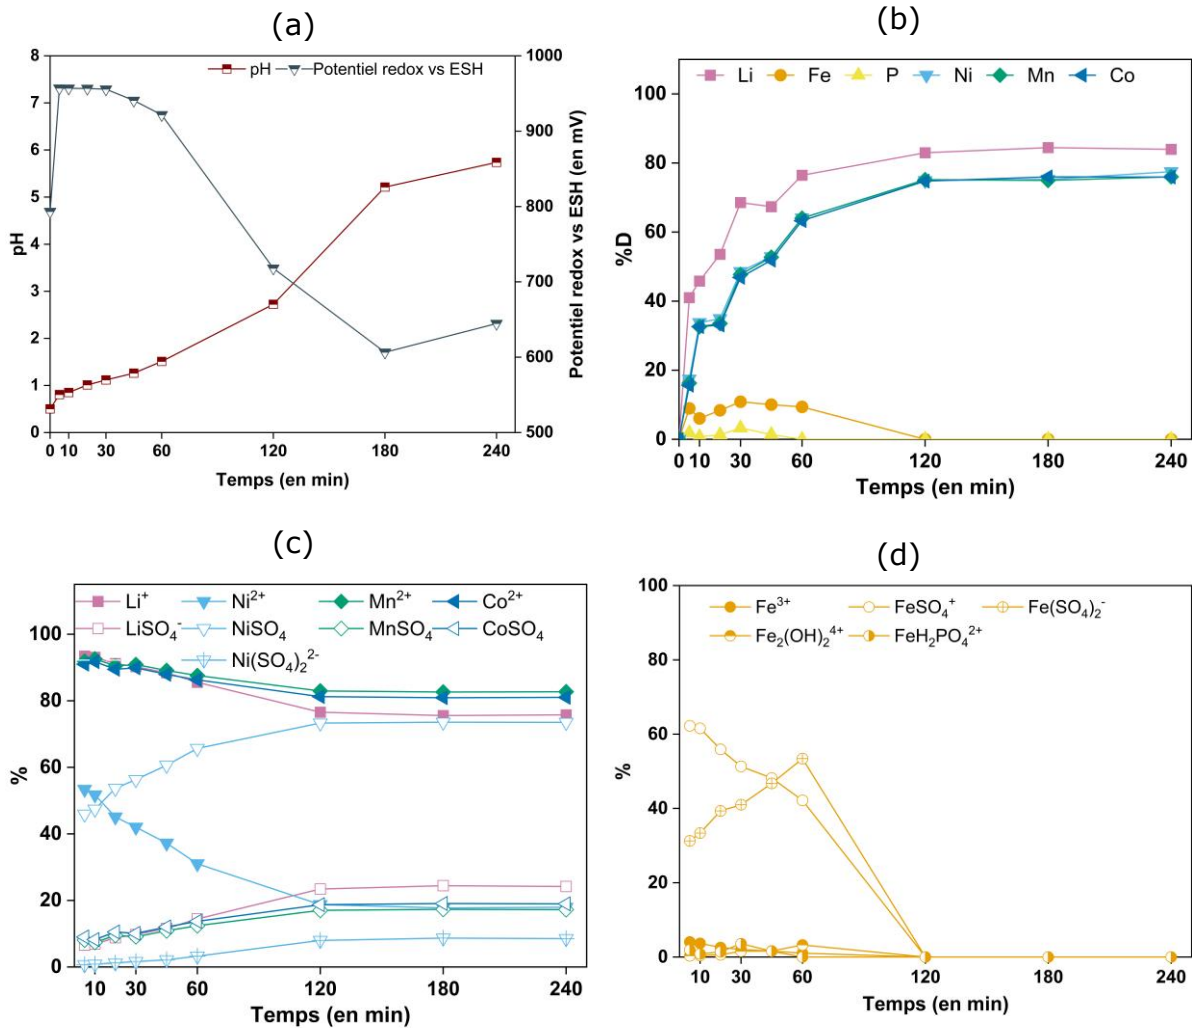 (a)
pH
Potentiel redox vs ESH
8
7
6
5
4
3
2
1
0
pH
1000
900
800
700
600
500
Potentiel redox vs ESH (en mV)
0 10 30 60 120 180 240
Temps (en min)
(b)
Li Fe P Ni Mn Co
100
80
60
40
20
0
%D
0 10 30 60 120 180 240
Temps (en min)
(c)
Li⁺ Ni²⁺ Mn²⁺ Co²⁺
LiSO₄⁻ NiSO₄ MnSO₄ CoSO₄
Ni(SO₄)₂²⁻
100
80
60
40
20
0
%
10 30 60 120 180 240
Temps (en min)
(d)
Fe³⁺ FeSO₄⁺ Fe(SO₄)₂⁻
Fe₂(OH)₂⁴⁺ FeH₂PO₄²⁺
100
80
60
40
20
0
%
10 30 60 120 180 240
Temps (en min)